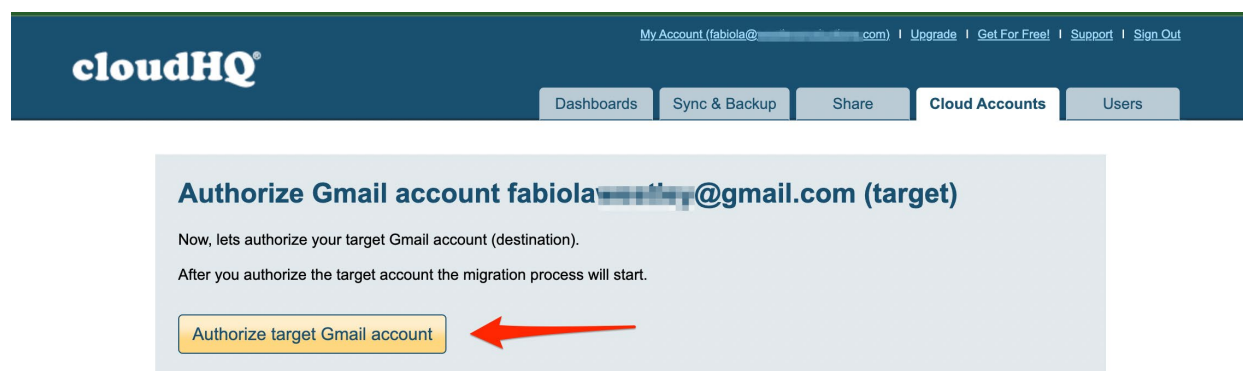 My Account (fabiola@ .com) | Upgrade | Get For Free! | Support | Sign Out
cloudHQ®
Dashboards Sync & Backup Share Cloud Accounts Users
Authorize Gmail account fabiola @gmail.com (target)
Now, lets authorize your target Gmail account (destination).
After you authorize the target account the migration process will start.
Authorize target Gmail account